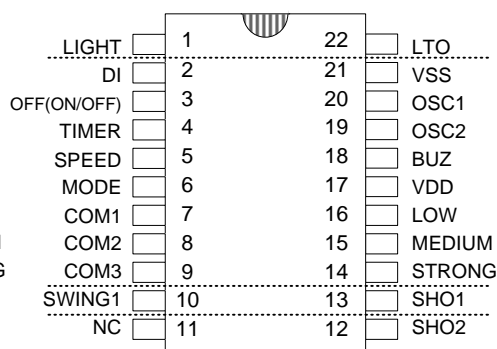 LIGHT 1 22 LTO
DI 2 21 VSS
OFF(ON/OFF) 3 20 OSC1
TIMER 4 19 OSC2
SPEED 5 18 BUZ
MODE 6 17 VDD
COM1 7 16 LOW
COM2 8 15 MEDIUM
COM3 9 14 STRONG
SWING1 10 13 SHO1
NC 11 12 SHO2